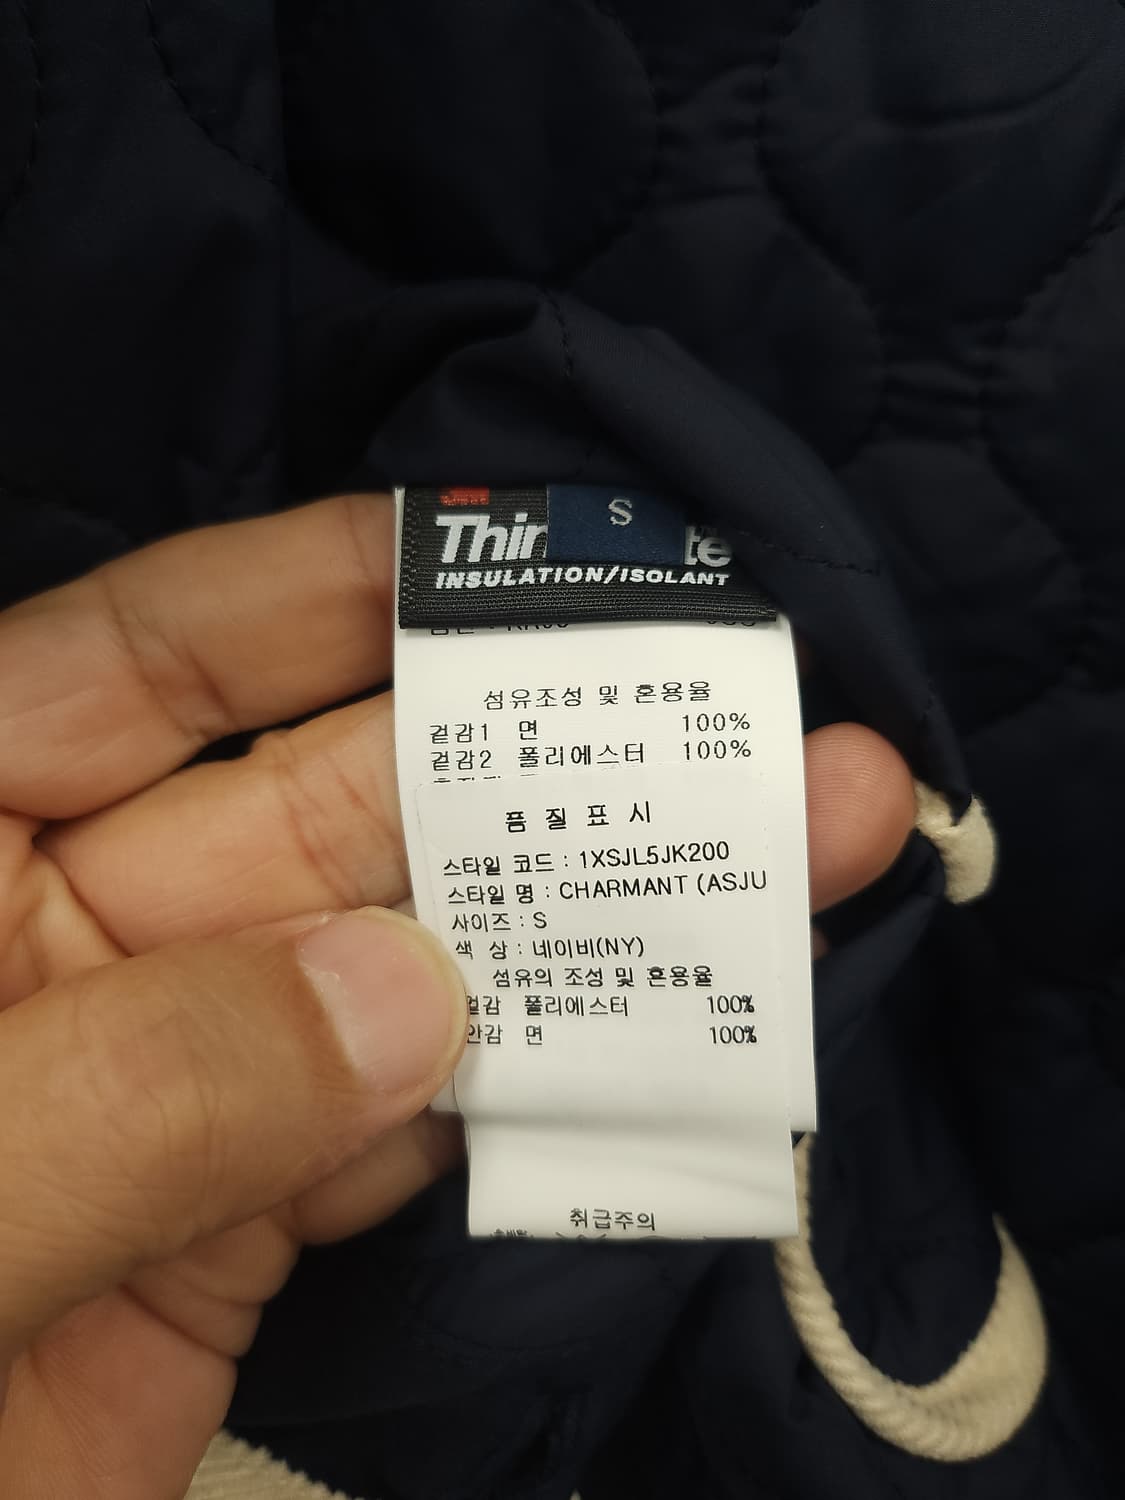 S
INSULATION/ISOLANT
섬유조성 및 혼용율
겉감1 면 100%
겉감2 폴리에스터 100%
품 질 표 시
스타일 코드 : 1XSJL5JK200
스타일 명 : CHARMANT (ASJU
사이즈 : S
색 상 : 네이비(NY)
섬유의 조성 및 혼용율
겉감 폴리에스터 100%
안감 면 100%
취급주의